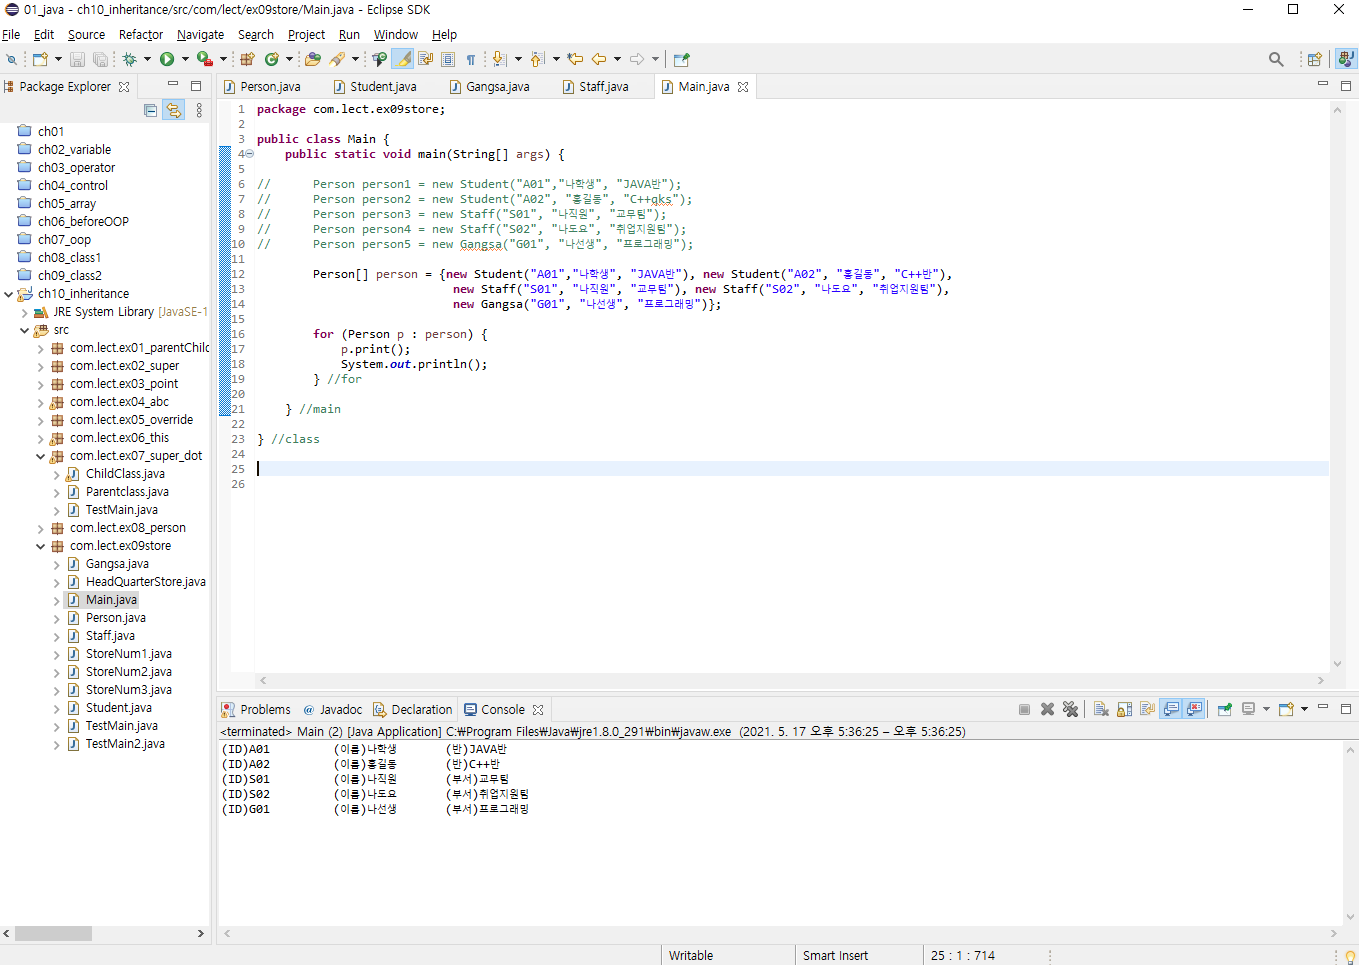 01_java - ch10_inheritance/src/com/lect/ex09store/Main.java - Eclipse SDK
File Edit Source Refactor Navigate Search Project Run Window Help
Package Explorer
ch01
ch02_variable
ch03_operator
ch04_control
ch05_array
ch06_beforeOOP
ch07_oop
ch08_class1
ch09_class2
ch10_inheritance
JRE System Library [JavaSE-1
src
com.lect.ex01_parentChild
com.lect.ex02_super
com.lect.ex03_point
com.lect.ex04_abc
com.lect.ex05_override
com.lect.ex06_this
com.lect.ex07_super_dot
ChildClass.java
Parentclass.java
TestMain.java
com.lect.ex08_person
com.lect.ex09store
Gangsa.java
HeadQuarterStore.java
Main.java
Person.java
Staff.java
StoreNum1.java
StoreNum2.java
StoreNum3.java
Student.java
TestMain.java
TestMain2.java
Person.java Student.java Gangsa.java Staff.java Main.java
1 package com.lect.ex09store;
2
3 public class Main {
4     public static void main(String[] args) {
5
6 //      Person person1 = new Student("A01","나학생", "JAVA반");
7 //      Person person2 = new Student("A02", "홍길동", "C++qks");
8 //      Person person3 = new Staff("S01", "나직원", "교무팀");
9 //      Person person4 = new Staff("S02", "나도요", "취업지원팀");
10 //      Person person5 = new Gangsa("G01", "나선생", "프로그래밍");
11
12         Person[] person = {new Student("A01","나학생", "JAVA반"), new Student("A02", "홍길동", "C++반"),
13                             new Staff("S01", "나직원", "교무팀"), new Staff("S02", "나도요", "취업지원팀"),
14                             new Gangsa("G01", "나선생", "프로그래밍")};
15
16         for (Person p : person) {
17             p.print();
18             System.out.println();
19         } //for
20
21     } //main
22
23 } //class
24
25
26
Problems @ Javadoc Declaration Console
<terminated> Main (2) [Java Application] C:₩Program Files₩Java₩jre1.8.0_291₩bin₩javaw.exe (2021. 5. 17 오후 5:36:25 – 오후 5:36:25)
(ID)A01 (이름)나학생 (반)JAVA반
(ID)A02 (이름)홍길동 (반)C++반
(ID)S01 (이름)나직원 (부서)교무팀
(ID)S02 (이름)나도요 (부서)취업지원팀
(ID)G01 (이름)나선생 (부서)프로그래밍
Writable Smart Insert 25 : 1 : 714